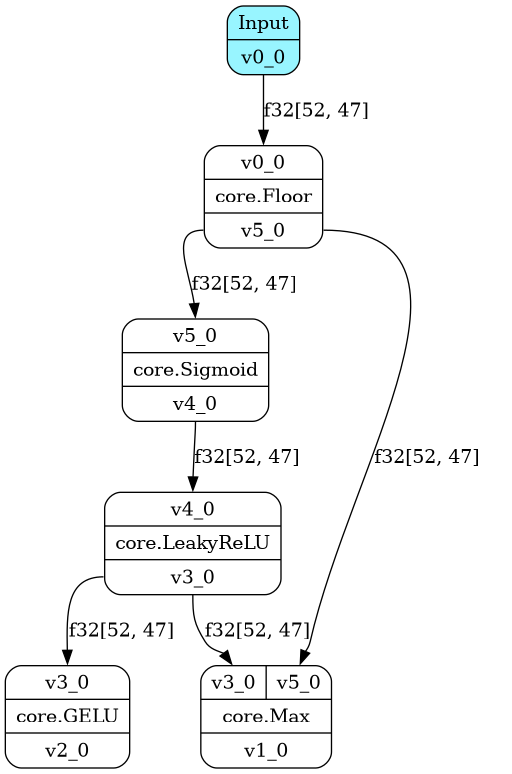 Input
v0_0
f32[52, 47]
v0_0
core.Floor
v5_0
f32[52, 47]
v5_0
core.Sigmoid
v4_0
f32[52, 47]
f32[52, 47]
v4_0
core.LeakyReLU
v3_0
f32[52, 47]
f32[52, 47]
v3_0
core.GELU
v2_0
v3_0 v5_0
core.Max
v1_0